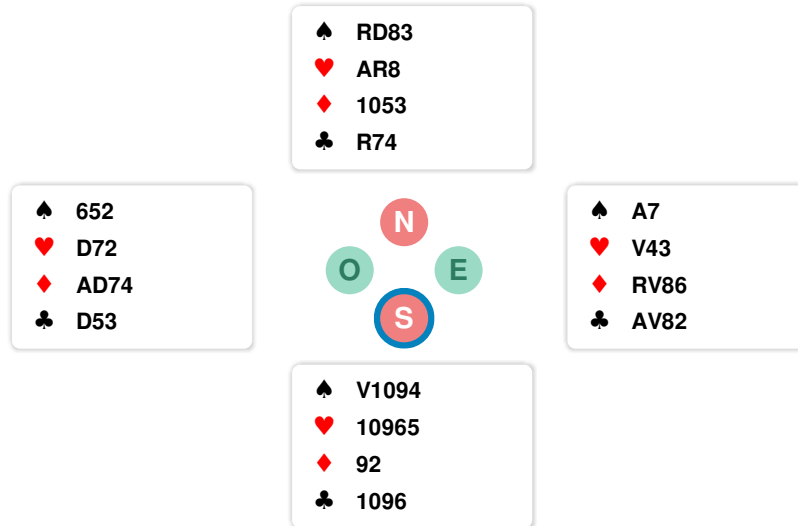 ♠ RD83
♥ AR8
♦ 1053
♣ R74
♠ 652
♥ D72
♦ AD74
♣ D53
N
O E
S
♠ A7
♥ V43
♦ RV86
♣ AV82
♠ V1094
♥ 10965
♦ 92
♣ 1096